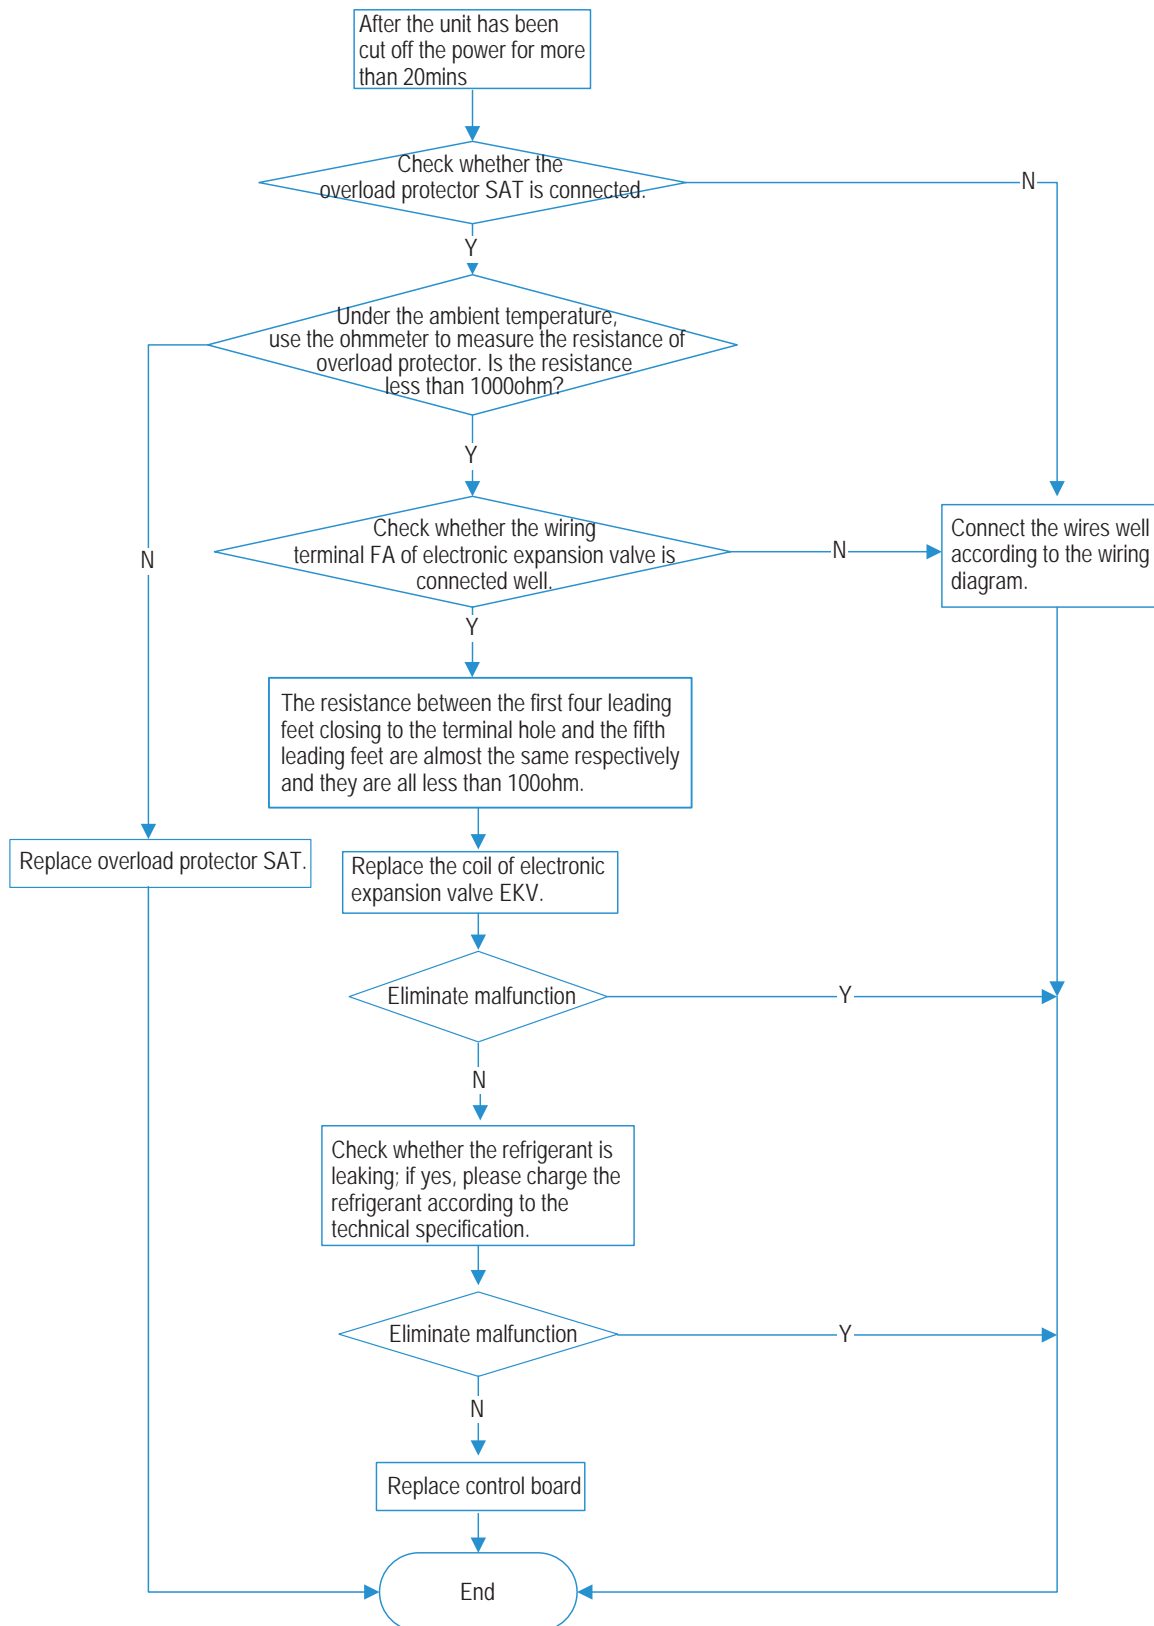 After the unit has been
cut off the power for more
than 20mins
Check whether the
overload protector SAT is connected.
N
Y
Under the ambient temperature,
use the ohmmeter to measure the resistance of
overload protector. Is the resistance
less than 1000ohm?
Y
N
Check whether the wiring
terminal FA of electronic expansion valve is
connected well.
N
Connect the wires well
according to the wiring
diagram.
Y
The resistance between the first four leading
feet closing to the terminal hole and the fifth
leading feet are almost the same respectively
and they are all less than 100ohm.
Replace overload protector SAT.
Replace the coil of electronic
expansion valve EKV.
Eliminate malfunction
Y
N
Check whether the refrigerant is
leaking; if yes, please charge the
refrigerant according to the
technical specification.
Eliminate malfunction
Y
N
Replace control board
End